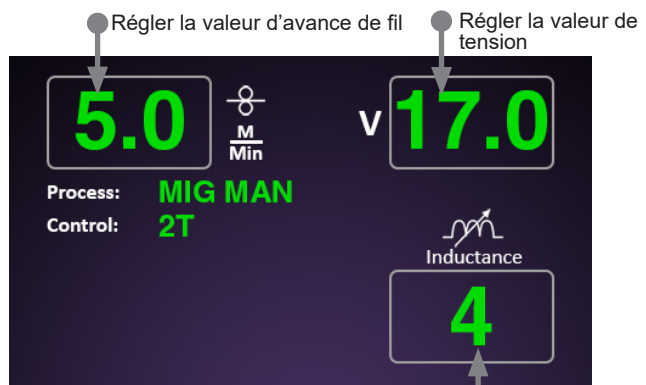 Régler la valeur d’avance de fil
Régler la valeur de
tension
5.0
M
Min
V 17.0
Process: MIG MAN
Control: 2T
Inductance
4